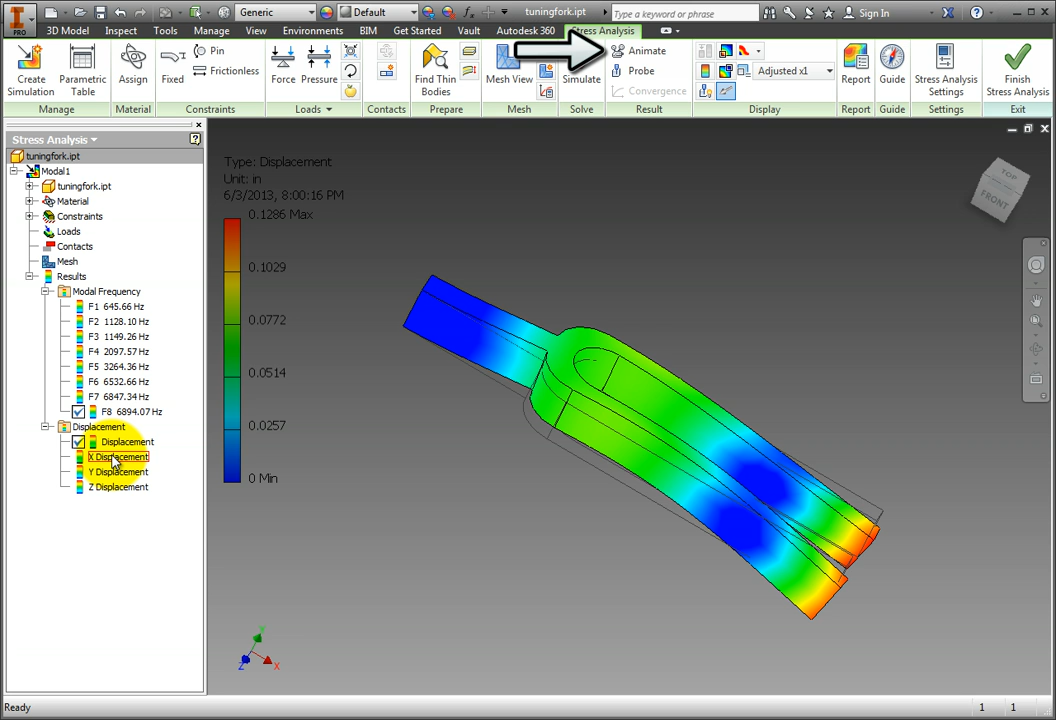 PRO
Generic
Default
tuningfork.ipt
Type a keyword or phrase
Sign In
3D Model Inspect Tools Manage View Environments BIM Get Started Vault Autodesk 360 Stress Analysis
Create Simulation
Parametric Table
Assign
Fixed
Pin
Frictionless
Force
Pressure
Find Thin Bodies
Mesh View
Simulate
Animate
Probe
Convergence
Adjusted x1
Report
Guide
Stress Analysis Settings
Finish Stress Analysis
Manage Material Constraints Loads Contacts Prepare Mesh Solve Result Display Report Guide Settings Exit
Stress Analysis
tuningfork.ipt
Modal1
tuningfork.ipt
Material
Constraints
Loads
Contacts
Mesh
Results
Modal Frequency
F1 645.66 Hz
F2 1128.10 Hz
F3 1149.26 Hz
F4 2097.57 Hz
F5 3264.36 Hz
F6 6532.66 Hz
F7 6847.34 Hz
F8 6894.07 Hz
Displacement
Displacement
X Displacement
Y Displacement
Z Displacement
Type: Displacement
Unit: in
6/3/2013, 8:00:16 PM
0.1286 Max
0.1029
0.0772
0.0514
0.0257
0 Min
TOP
FRONT
Y
X
Z
Ready
1 1